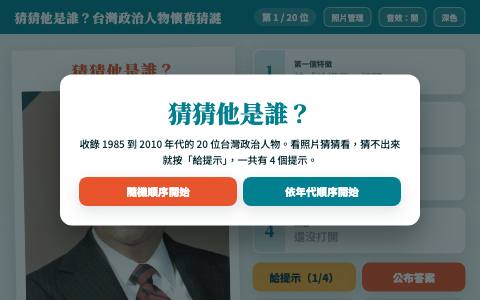 猜猜他是誰？台灣政治人物懷舊猜謎
第 1 / 20 位
照片管理
音效：開
深色
猜猜他是誰？
1
第一個特徵
猜猜他是誰？
收錄 1985 到 2010 年代的 20 位台灣政治人物。看照片猜猜看，猜不出來
就按「給提示」，一共有 4 個提示。
隨機順序開始
依年代順序開始
4
還沒打開
給提示（1/4）
公布答案